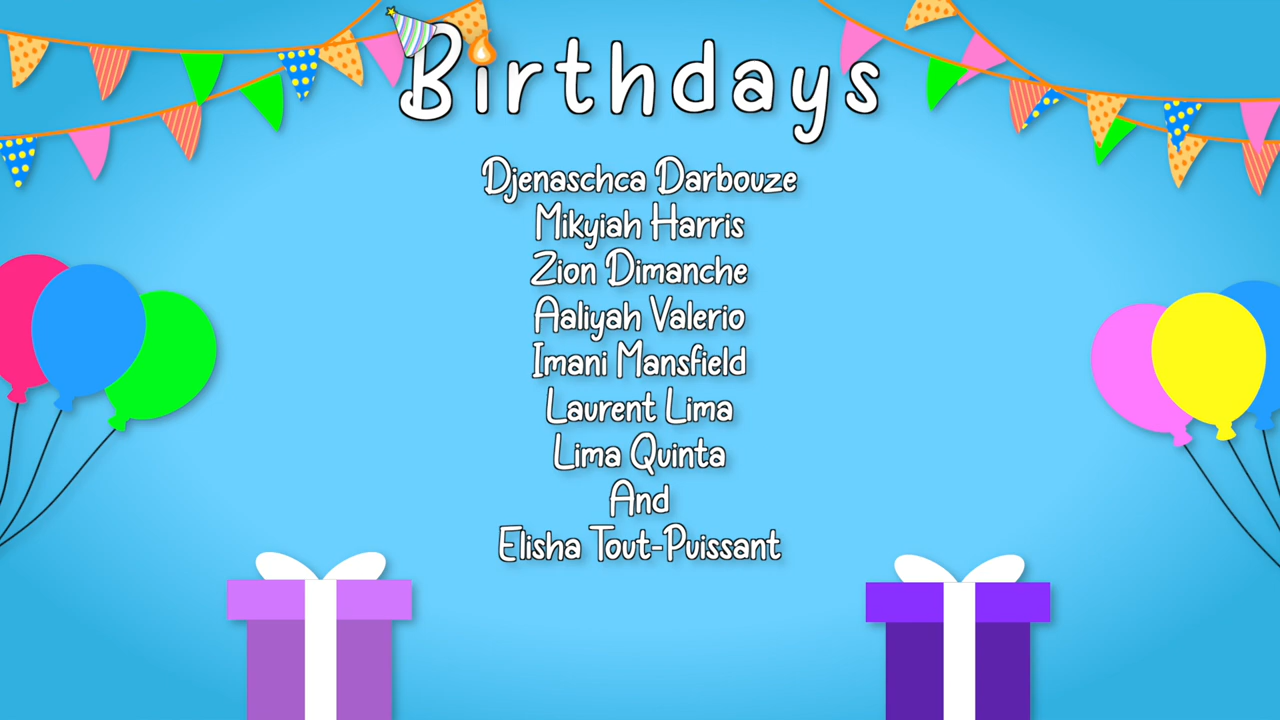 Birthdays
Djenaschca Darbouze
Mikyiah Harris
Zion Dimanche
Aaliyah Valerio
Imani Mansfield
Laurent Lima
Lima Quinta
And
Elisha Tout-Puissant